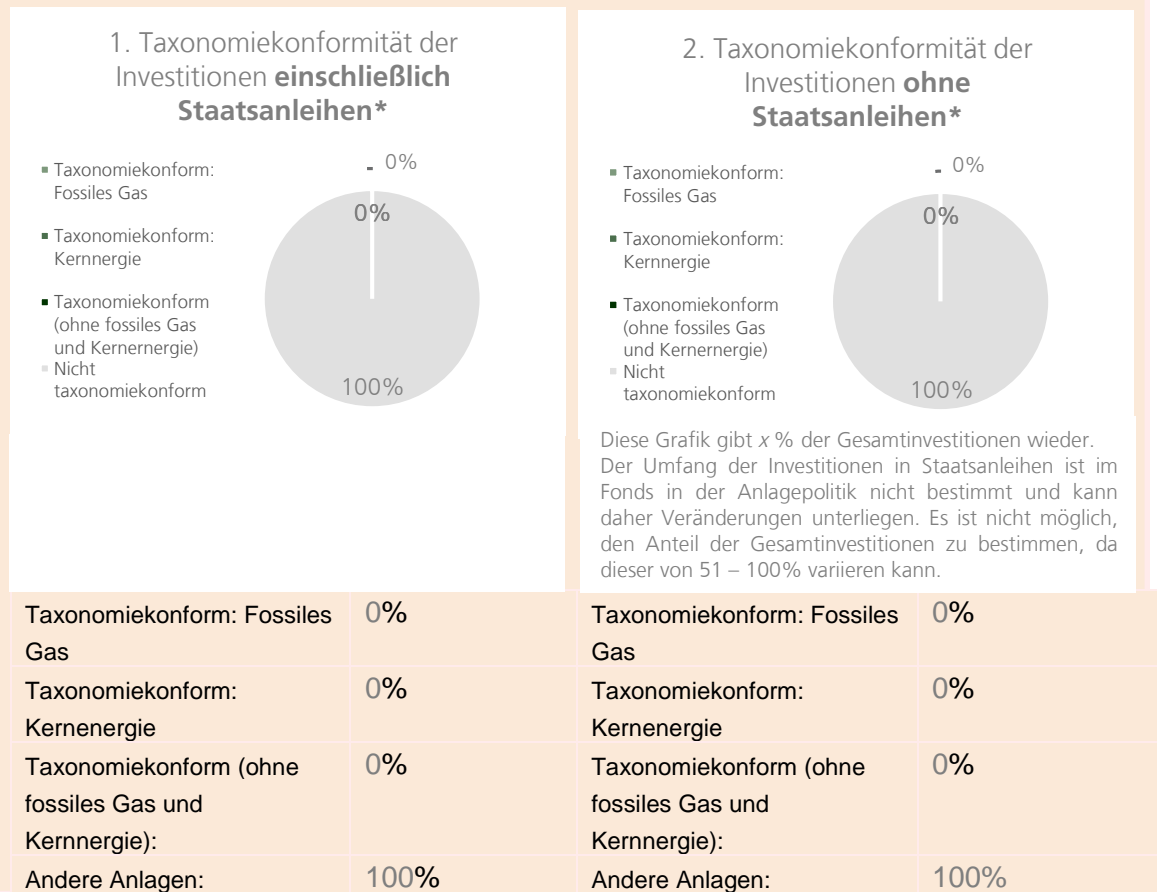 1. Taxonomiekonformität der
Investitionen einschließlich
Staatsanleihen*
Taxonomiekonform:
Fossiles Gas
Taxonomiekonform:
Kernnergie
Taxonomiekonform
(ohne fossiles Gas
und Kernernergie)
Nicht
taxonomiekonform
0%
0%
100%
2. Taxonomiekonformität der
Investitionen ohne
Staatsanleihen*
Taxonomiekonform:
Fossiles Gas
Taxonomiekonform:
Kernnergie
Taxonomiekonform
(ohne fossiles Gas
und Kernernergie)
Nicht
taxonomiekonform
0%
0%
100%
Diese Grafik gibt x % der Gesamtinvestitionen wieder.
Der Umfang der Investitionen in Staatsanleihen ist im
Fonds in der Anlagepolitik nicht bestimmt und kann
daher Veränderungen unterliegen. Es ist nicht möglich,
den Anteil der Gesamtinvestitionen zu bestimmen, da
dieser von 51 – 100% variieren kann.
Taxonomiekonform: Fossiles 0% Taxonomiekonform: Fossiles 0%
Gas Gas
Taxonomiekonform: 0% Taxonomiekonform: 0%
Kernenergie Kernenergie
Taxonomiekonform (ohne 0% Taxonomiekonform (ohne 0%
fossiles Gas und fossiles Gas und
Kernnergie): Kernnergie):
Andere Anlagen: 100% Andere Anlagen: 100%